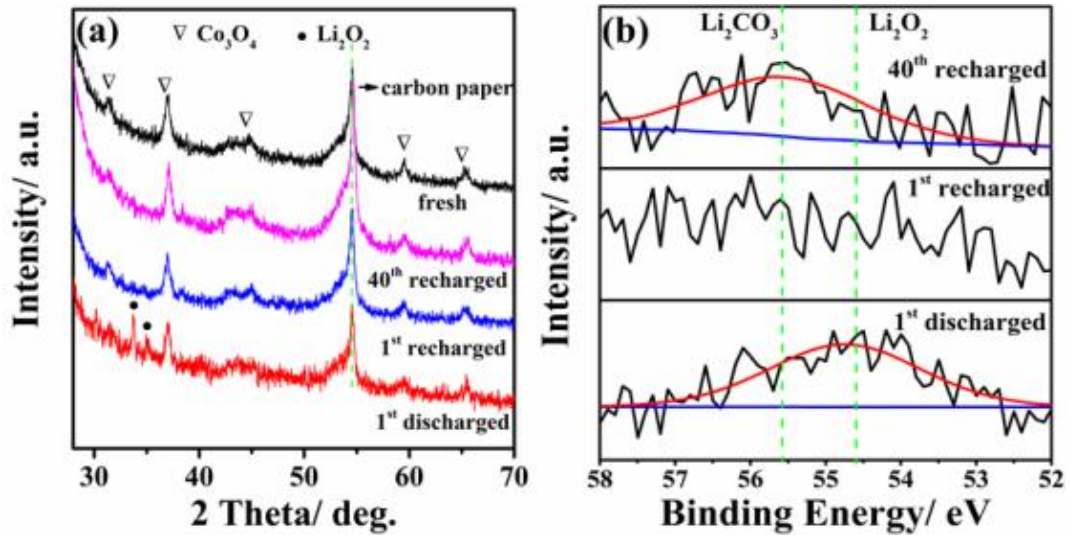 (a) ▽ Co₃O₄ • Li₂O₂
carbon paper
fresh
40ᵗʰ recharged
1ˢᵗ recharged
1ˢᵗ discharged
Intensity/ a.u.
30 40 50 60 70
2 Theta/ deg.
(b) Li₂CO₃ Li₂O₂
40ᵗʰ recharged
1ˢᵗ recharged
1ˢᵗ discharged
Intensity/ a.u.
58 57 56 55 54 53 52
Binding Energy/ eV